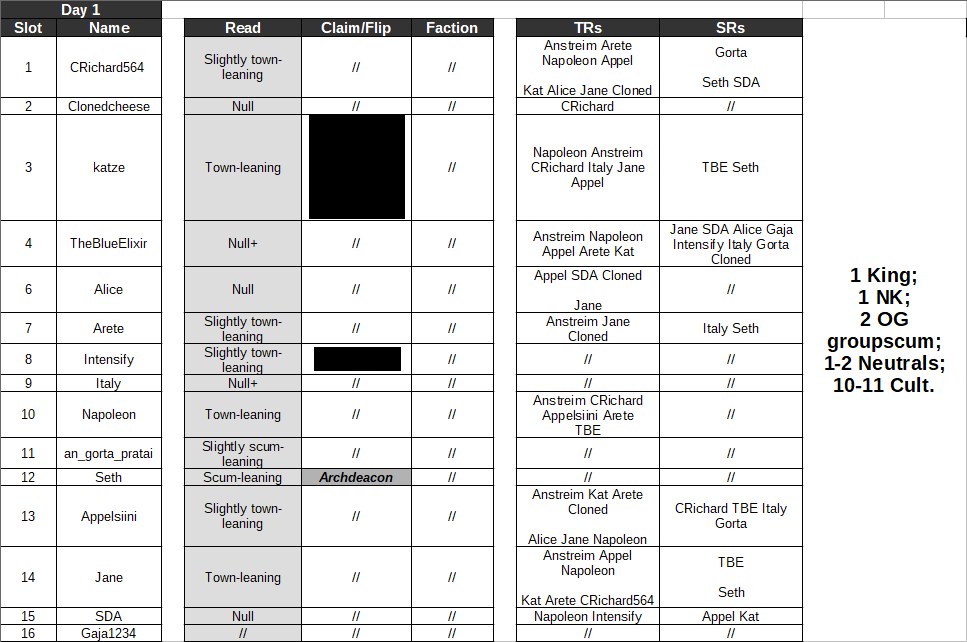 Day 1
Slot Name Read Claim/Flip Faction TRs SRs
1 CRichard564 Slightly town-
leaning // // Anstreim Arete
Napoleon Appel
Kat Alice Jane Cloned Gorta
Seth SDA
2 Clonedcheese Null // // CRichard //
3 katze Town-leaning // Napoleon Anstreim
CRichard Italy Jane
Appel TBE Seth
4 TheBlueElixir Null+ // // Anstreim Napoleon
Appel Arete Kat Jane SDA Alice Gaja
Intensify Italy Gorta
Cloned
6 Alice Null // // Appel SDA Cloned
Jane //
7 Arete Slightly town-
leaning // // Anstreim Jane
Cloned Italy Seth
8 Intensify Slightly town-
leaning // // //
9 Italy Null+ // // // //
10 Napoleon Town-leaning // // Anstreim CRichard
Appelsiini Arete
TBE //
11 an_gorta_pratai Slightly scum-
leaning // // // //
12 Seth Scum-leaning Archdeacon // // //
13 Appelsiini Slightly town-
leaning // // Anstreim Kat Arete
Cloned
Alice Jane Napoleon CRichard TBE Italy
Gorta
14 Jane Town-leaning // // Anstreim Appel
Napoleon
Kat Arete CRichard564 TBE
Seth
15 SDA Null // // Napoleon Intensify Appel Kat
16 Gaja1234 // // // // //
1 King;
1 NK;
2 OG
groupscum;
1-2 Neutrals;
10-11 Cult.